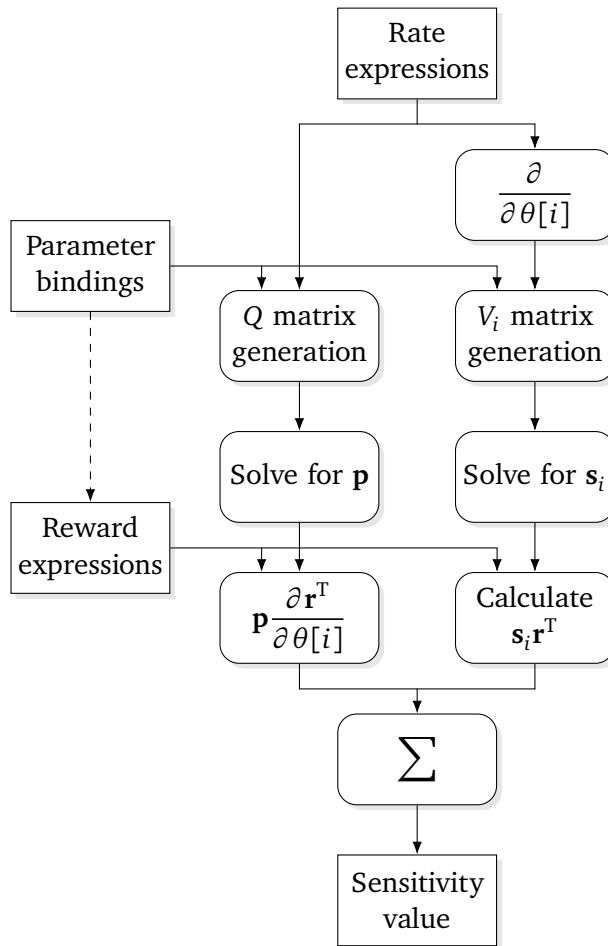 Rate
expressions
∂
∂θ[i]
Parameter
bindings
Q matrix
generation
V_i matrix
generation
Solve for p
Solve for s_i
Reward
expressions
p ∂r^T
∂θ[i]
Calculate
s_i r^T
∑
Sensitivity
value